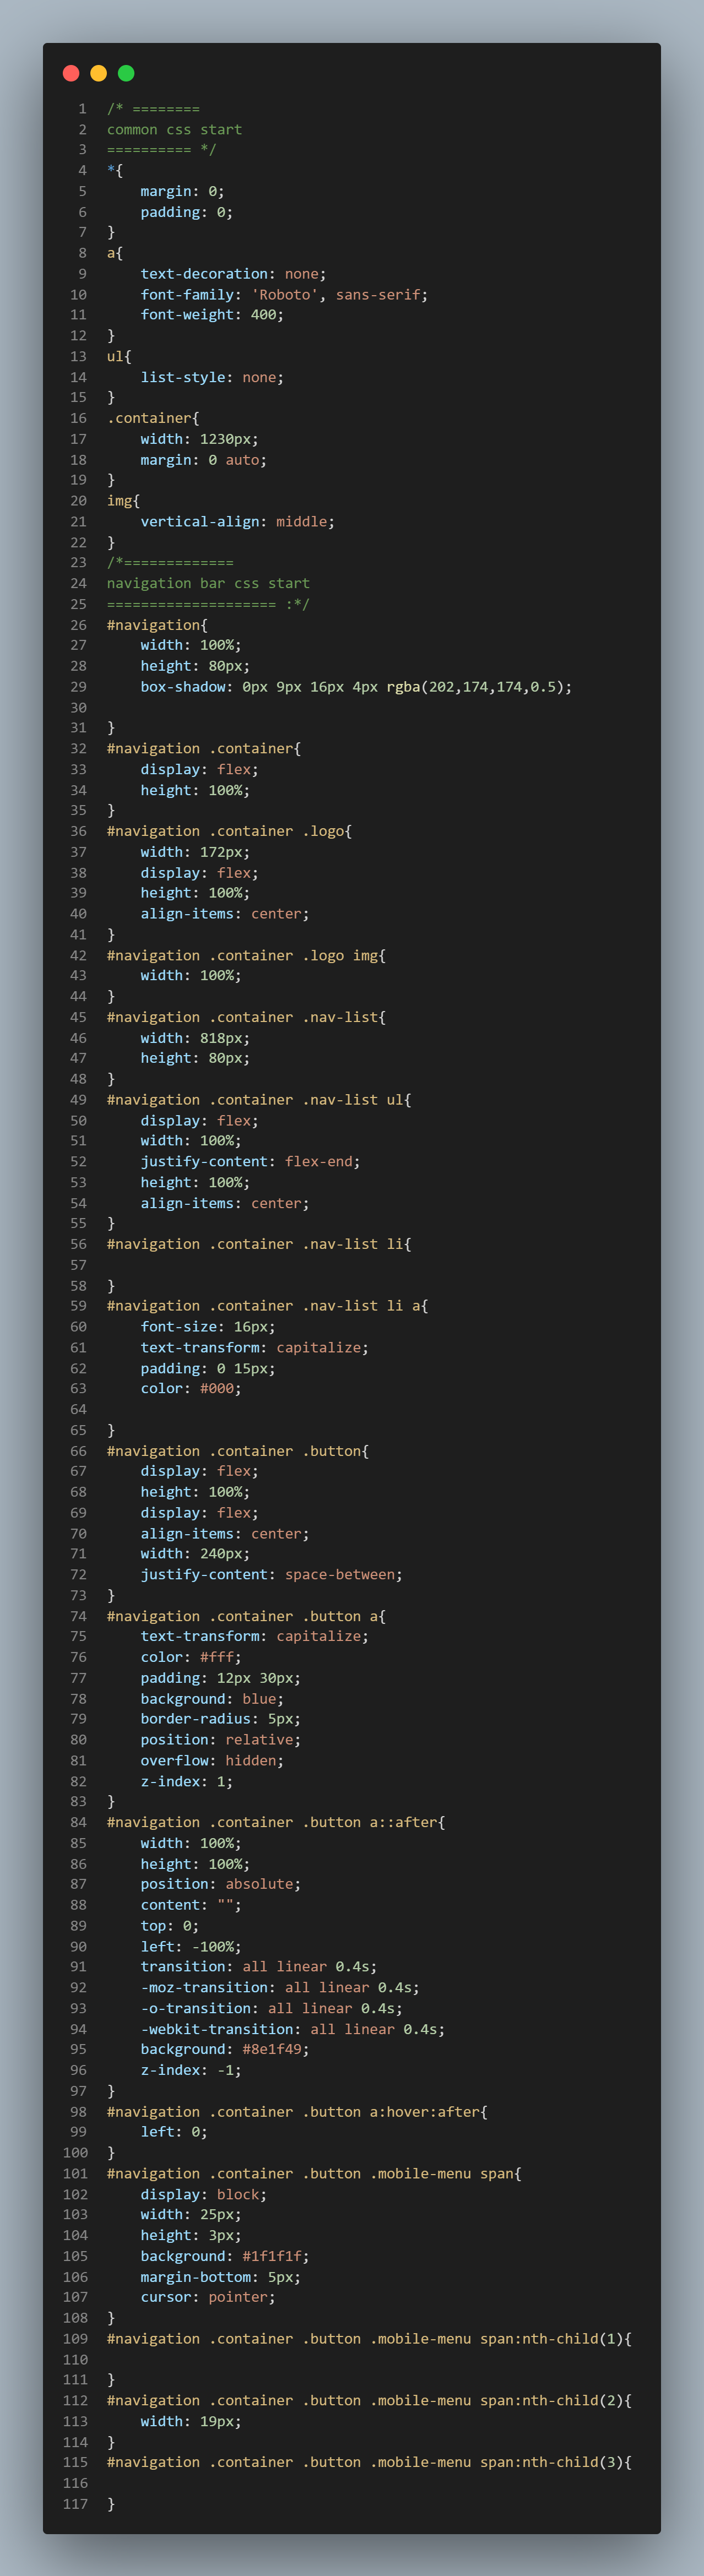 1 /* ========
2 common css start
3 ========== */
4 *{
5     margin: 0;
6     padding: 0;
7 }
8 a{
9     text-decoration: none;
10     font-family: 'Roboto', sans-serif;
11     font-weight: 400;
12 }
13 ul{
14     list-style: none;
15 }
16 .container{
17     width: 1230px;
18     margin: 0 auto;
19 }
20 img{
21     vertical-align: middle;
22 }
23 /*=============
24 navigation bar css start
25 ==================== :*/
26 #navigation{
27     width: 100%;
28     height: 80px;
29     box-shadow: 0px 9px 16px 4px rgba(202,174,174,0.5);
30
31 }
32 #navigation .container{
33     display: flex;
34     height: 100%;
35 }
36 #navigation .container .logo{
37     width: 172px;
38     display: flex;
39     height: 100%;
40     align-items: center;
41 }
42 #navigation .container .logo img{
43     width: 100%;
44 }
45 #navigation .container .nav-list{
46     width: 818px;
47     height: 80px;
48 }
49 #navigation .container .nav-list ul{
50     display: flex;
51     width: 100%;
52     justify-content: flex-end;
53     height: 100%;
54     align-items: center;
55 }
56 #navigation .container .nav-list li{
57
58 }
59 #navigation .container .nav-list li a{
60     font-size: 16px;
61     text-transform: capitalize;
62     padding: 0 15px;
63     color: #000;
64
65 }
66 #navigation .container .button{
67     display: flex;
68     height: 100%;
69     display: flex;
70     align-items: center;
71     width: 240px;
72     justify-content: space-between;
73 }
74 #navigation .container .button a{
75     text-transform: capitalize;
76     color: #fff;
77     padding: 12px 30px;
78     background: blue;
79     border-radius: 5px;
80     position: relative;
81     overflow: hidden;
82     z-index: 1;
83 }
84 #navigation .container .button a::after{
85     width: 100%;
86     height: 100%;
87     position: absolute;
88     content: "";
89     top: 0;
90     left: -100%;
91     transition: all linear 0.4s;
92     -moz-transition: all linear 0.4s;
93     -o-transition: all linear 0.4s;
94     -webkit-transition: all linear 0.4s;
95     background: #8e1f49;
96     z-index: -1;
97 }
98 #navigation .container .button a:hover:after{
99     left: 0;
100 }
101 #navigation .container .button .mobile-menu span{
102     display: block;
103     width: 25px;
104     height: 3px;
105     background: #1f1f1f;
106     margin-bottom: 5px;
107     cursor: pointer;
108 }
109 #navigation .container .button .mobile-menu span:nth-child(1){
110
111 }
112 #navigation .container .button .mobile-menu span:nth-child(2){
113     width: 19px;
114 }
115 #navigation .container .button .mobile-menu span:nth-child(3){
116
117 }